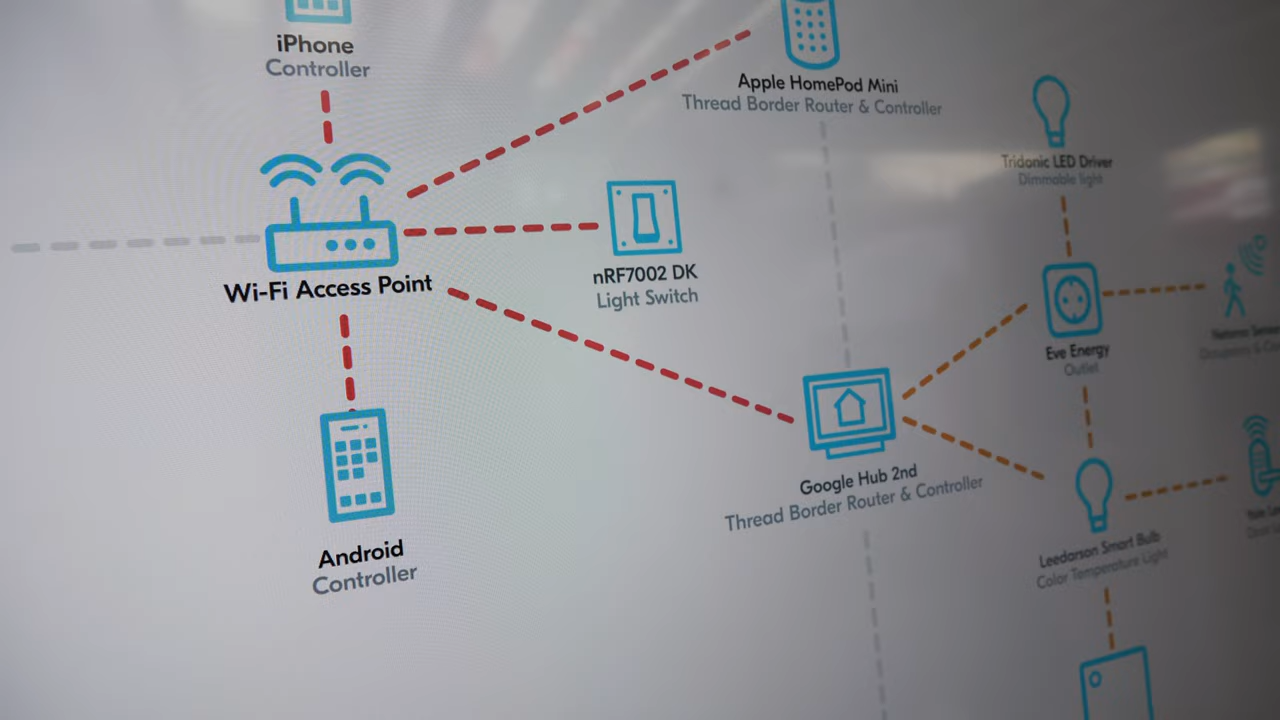 iPhone
Controller
Apple HomePod Mini
Thread Border Router & Controller
Tridonic LED Driver
Dimmable light
nRF7002 DK
Light Switch
Wi-Fi Access Point
Eve Energy
Outlet
Google Hub 2nd
Thread Border Router & Controller
Android
Controller
Leedarson Smart Bulb
Color Temperature Light